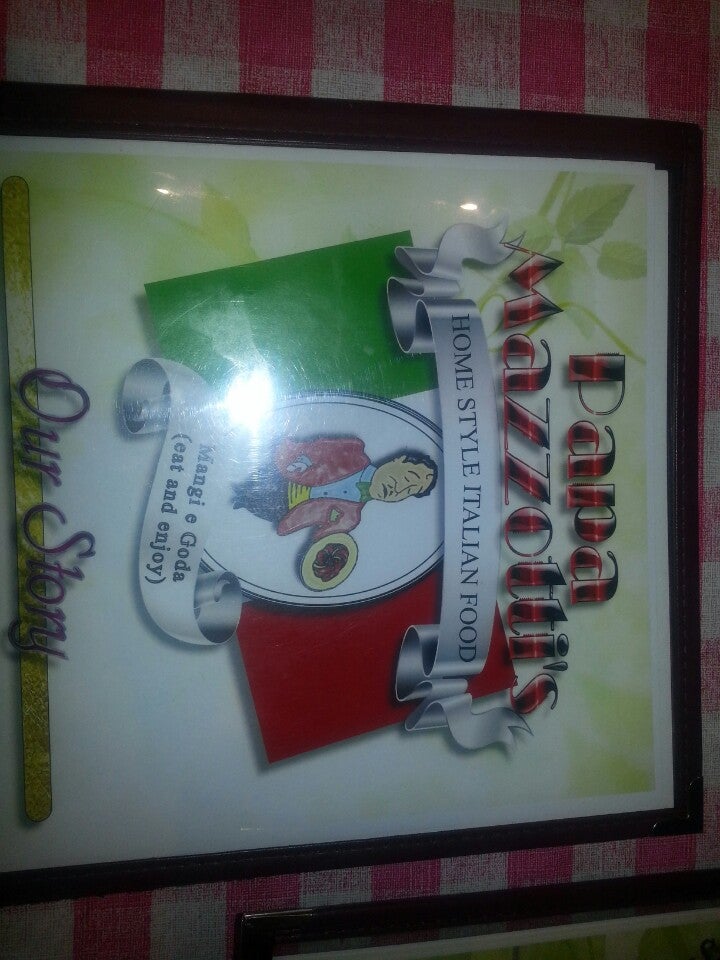 Papa
Mazzotti's
HOME STYLE ITALIAN FOOD
Mangi e Goda
(eat and enjoy)
Our Story